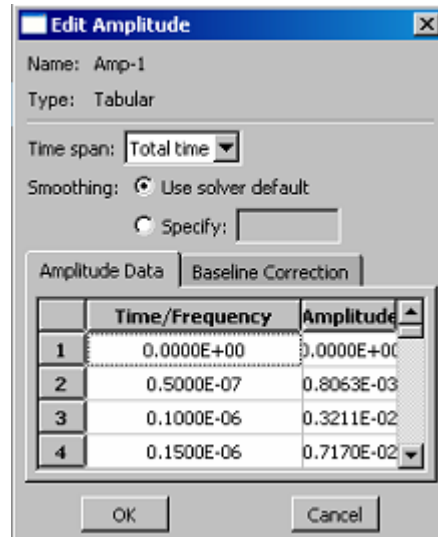 Edit Amplitude
Name: Amp-1
Type: Tabular
Time span: Total time
Smoothing: Use solver default
Specify:
Amplitude Data Baseline Correction
Time/Frequency Amplitude
1 0.0000E+00 0.0000E+00
2 0.5000E-07 0.8063E-03
3 0.1000E-06 0.3211E-02
4 0.1500E-06 0.7170E-02
OK Cancel